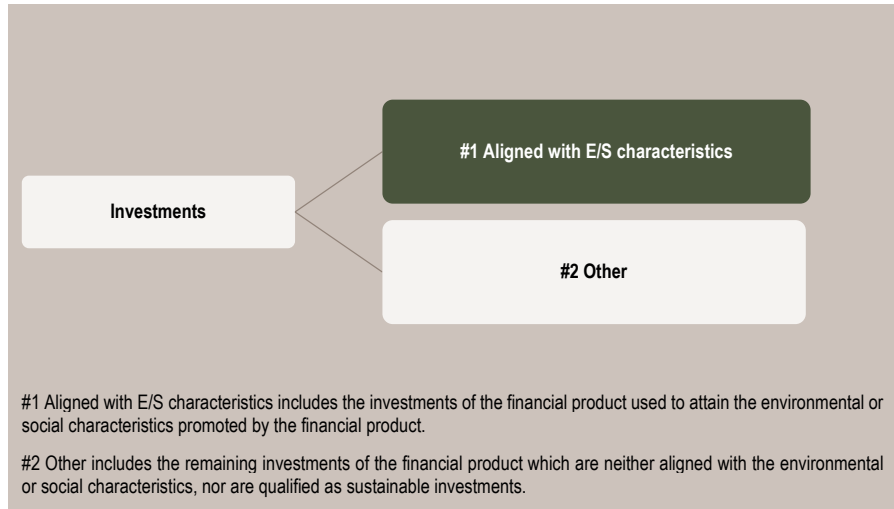 #1 Aligned with E/S characteristics
Investments
#2 Other
#1 Aligned with E/S characteristics includes the investments of the financial product used to attain the environmental or
social characteristics promoted by the financial product.
#2 Other includes the remaining investments of the financial product which are neither aligned with the environmental
or social characteristics, nor are qualified as sustainable investments.